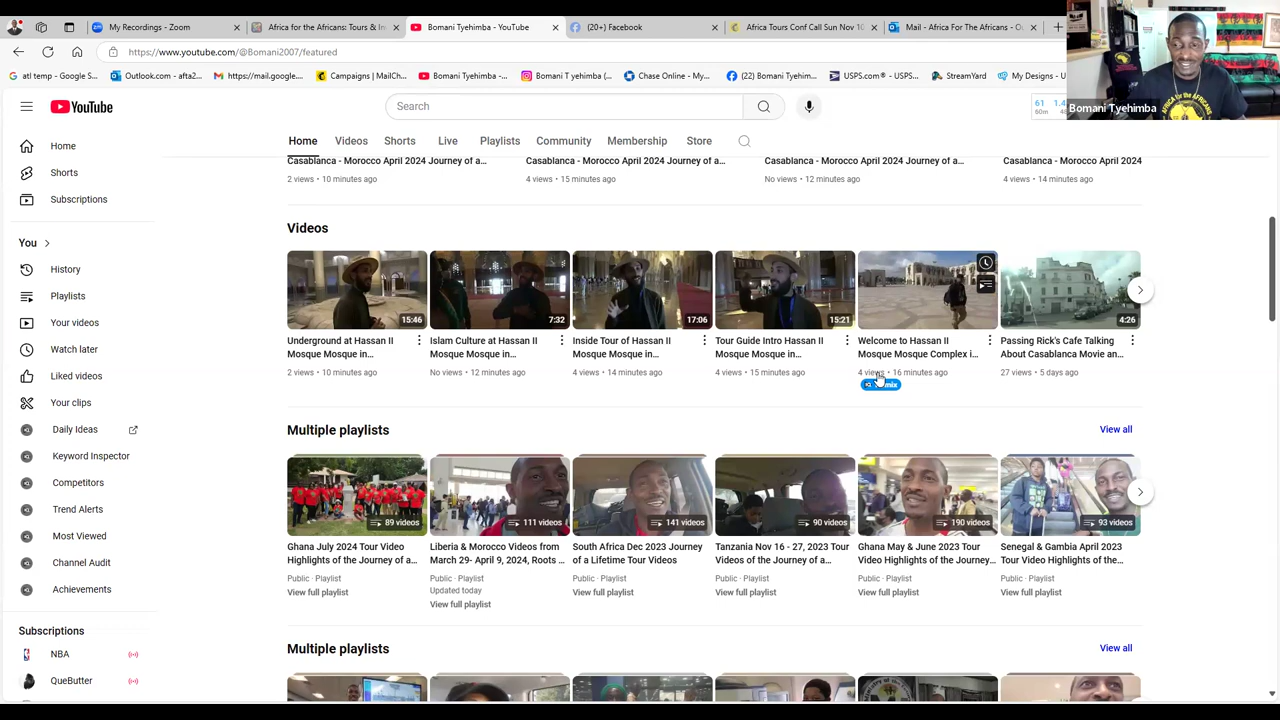 My Recordings - Zoom
Africa for the Africans: Tour: Jour
Bomani Tyehimba - YouTube
(20+) Facebook
Africa Tours Conf Call Sun Nov 10
Mail - Africa For The Africans - O
https://www.youtube.com/@Bomani2007/featured
atl temp - Google S...
Outlook.com - afta2...
https://mail.google....
Campaigns | MailCh...
Bomani Tyehimba -...
Bomani T yehimba (...
Chase Online - My...
(22) Bomani Tyehim...
USPS.com® - USPS...
StreamYard
My Designs - U
Bomani Tyehimba
YouTube
Search
61
60m
Home
Videos
Shorts
Live
Playlists
Community
Membership
Store
Home
Shorts
Subscriptions
You
History
Playlists
Your videos
Watch later
Liked videos
Your clips
Daily Ideas
Keyword Inspector
Competitors
Trend Alerts
Most Viewed
Channel Audit
Achievements
Subscriptions
NBA
QueButter
Casablanca - Morocco April 2024 Journey of a...
2 views • 10 minutes ago
Casablanca - Morocco April 2024 Journey of a...
4 views • 15 minutes ago
Casablanca - Morocco April 2024 Journey of a...
No views • 12 minutes ago
Casablanca - Morocco April 2024
4 views • 14 minutes ago
Videos
15:46
Underground at Hassan II
Mosque Mosque in...
2 views • 10 minutes ago
7:32
Islam Culture at Hassan II
Mosque Mosque in...
No views • 12 minutes ago
17:06
Inside Tour of Hassan II
Mosque Mosque in...
4 views • 14 minutes ago
15:21
Tour Guide Intro Hassan II
Mosque Mosque in...
4 views • 15 minutes ago
Welcome to Hassan II
Mosque Mosque Complex i...
4 views • 16 minutes ago
4:26
Passing Rick's Cafe Talking
About Casablanca Movie an...
27 views • 5 days ago
Multiple playlists
View all
89 videos
Ghana July 2024 Tour Video
Highlights of the Journey of a...
Public · Playlist
View full playlist
111 videos
Liberia & Morocco Videos from
March 29- April 9, 2024, Roots ...
Public · Playlist
Updated today
View full playlist
141 videos
South Africa Dec 2023 Journey
of a Lifetime Tour Videos
Public · Playlist
View full playlist
90 videos
Tanzania Nov 16 - 27, 2023 Tour
Videos of the Journey of a...
Public · Playlist
View full playlist
190 videos
Ghana May & June 2023 Tour
Video Highlights of the Journey...
Public · Playlist
View full playlist
93 videos
Senegal & Gambia April 2023
Tour Video Highlights of the...
Public · Playlist
View full playlist
Multiple playlists
View all